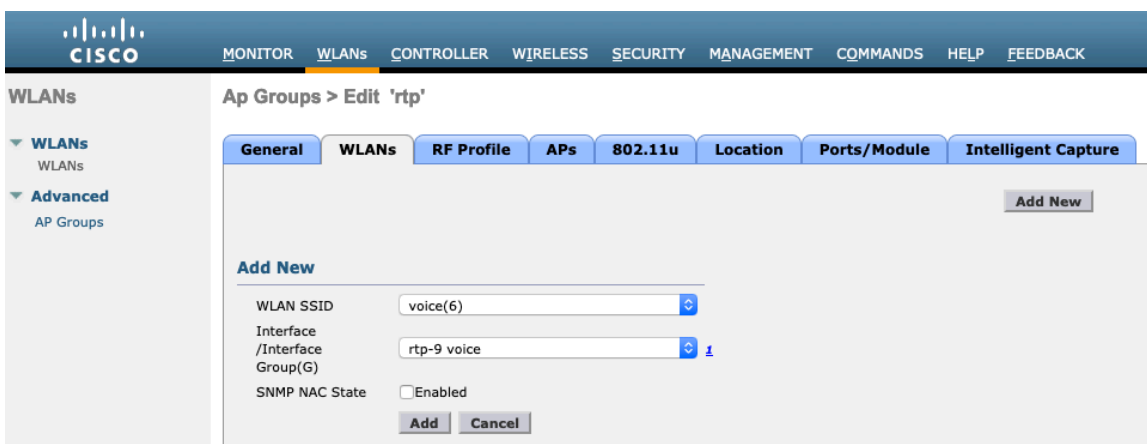 CISCO
MONITOR WLANs CONTROLLER WIRELESS SECURITY MANAGEMENT COMMANDS HELP FEEDBACK
WLANs
Ap Groups > Edit 'rtp'
WLANs
WLANs
Advanced
AP Groups
General WLANs RF Profile APs 802.11u Location Ports/Module Intelligent Capture
Add New
Add New
WLAN SSID voice(6)
Interface
/Interface
Group(G) rtp-9 voice 1
SNMP NAC State Enabled
Add Cancel